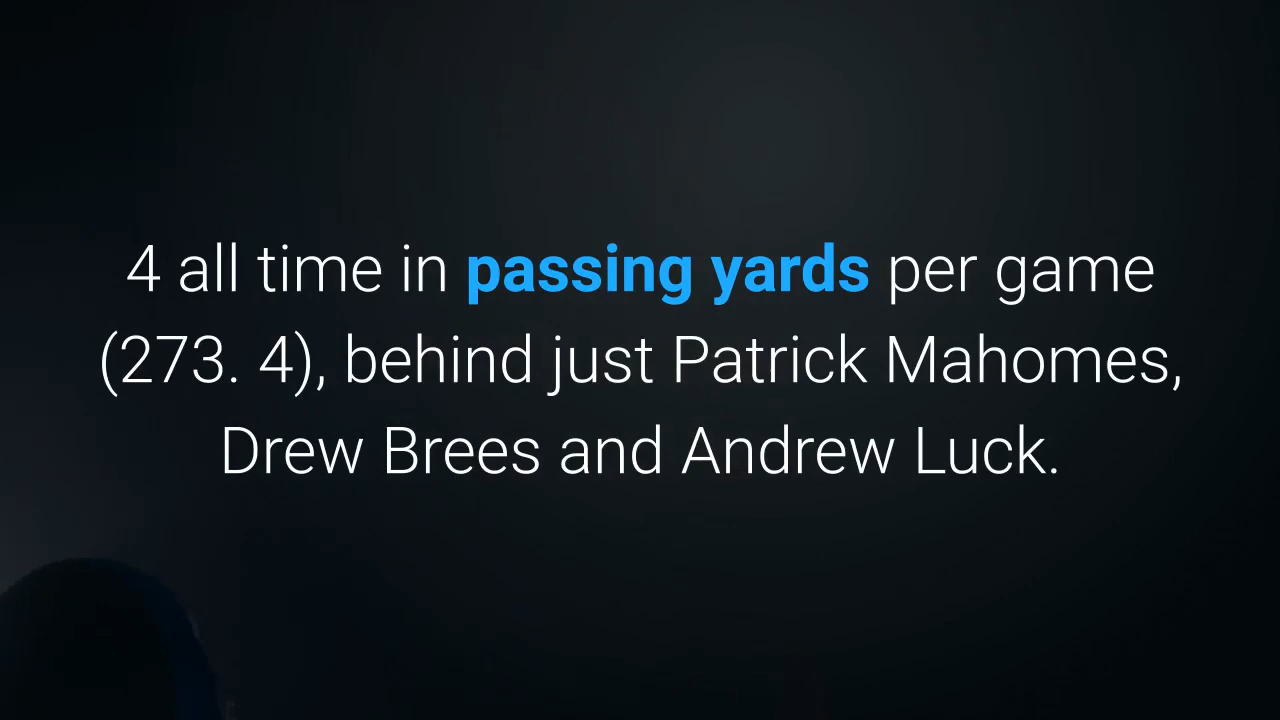 4 all time in passing yards per game
(273. 4), behind just Patrick Mahomes,
Drew Brees and Andrew Luck.